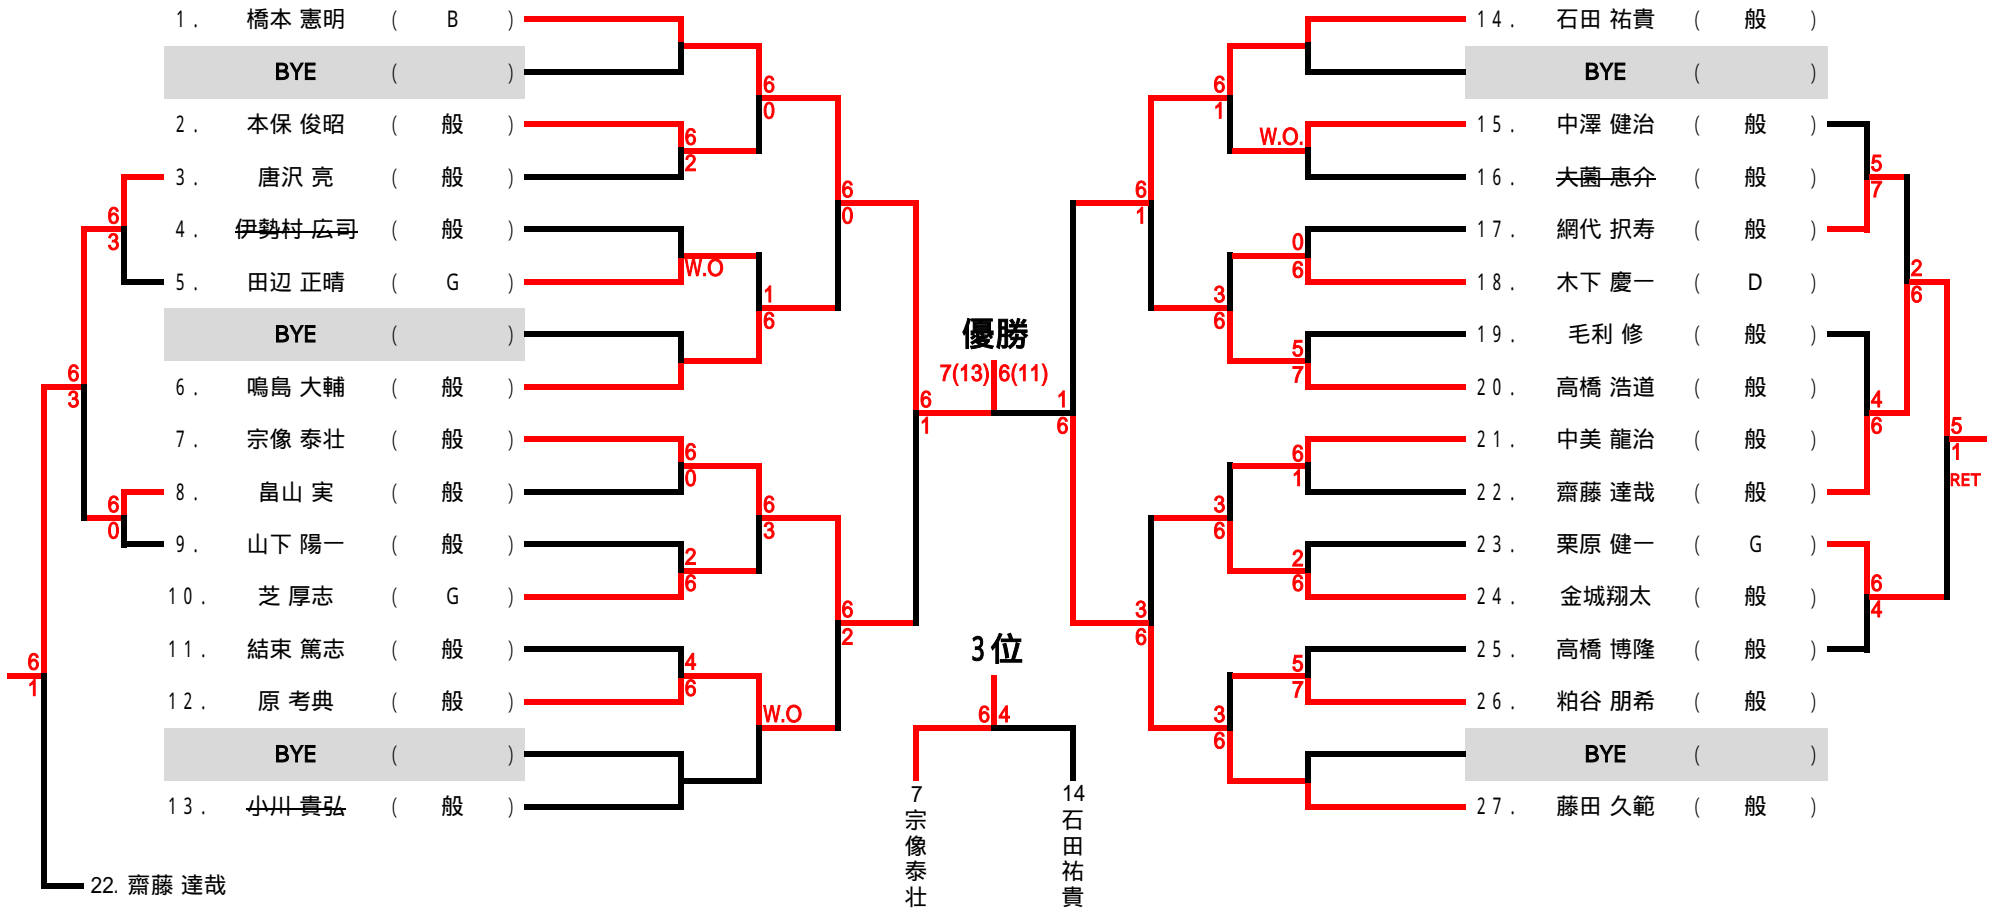 1. 橋本 憲明 ( B )
BYE ( )
2. 本保 俊昭 ( 般 )
3. 唐沢 亮 ( 般 )
4. 伊勢村 広司 ( 般 )
5. 田辺 正晴 ( G )
BYE ( )
6. 鳴島 大輔 ( 般 )
7. 宗像 泰壮 ( 般 )
8. 畠山 実 ( 般 )
9. 山下 陽一 ( 般 )
10. 芝 厚志 ( G )
11. 結束 篤志 ( 般 )
12. 原 考典 ( 般 )
BYE ( )
13. 小川 貴弘 ( 般 )
22. 齋藤 達哉
6
3
6
0
6
3
6
1
6
2
W.O
6
0
2
6
4
6
6
0
1
6
6
3
W.O
6
0
6
2
6
1
優勝
7(13) 6(11)
3位
6 4
7 宗像泰壮
14 石田祐貴
1
6
6
1
3
6
6
1
3
6
3
6
3
6
W.O.
0
6
5
7
6
1
2
6
5
7
14. 石田 祐貴 ( 般 )
BYE ( )
15. 中澤 健治 ( 般 )
16. 大薗 恵介 ( 般 )
17. 網代 択寿 ( 般 )
18. 木下 慶一 ( D )
19. 毛利 修 ( 般 )
20. 高橋 浩道 ( 般 )
21. 中美 龍治 ( 般 )
22. 齋藤 達哉 ( 般 )
23. 栗原 健一 ( G )
24. 金城翔太 ( 般 )
25. 高橋 博隆 ( 般 )
26. 粕谷 朋希 ( 般 )
BYE ( )
27. 藤田 久範 ( 般 )
5
7
4
6
6
4
2
6
5
1
RET